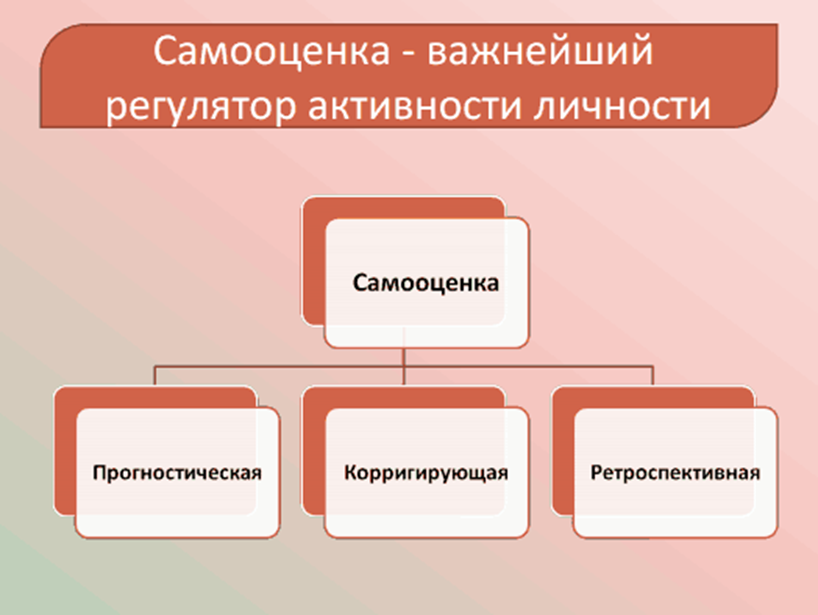 Самооценка - важнейший
регулятор активности личности
Самооценка
Прогностическая
Корригирующая
Ретроспективная